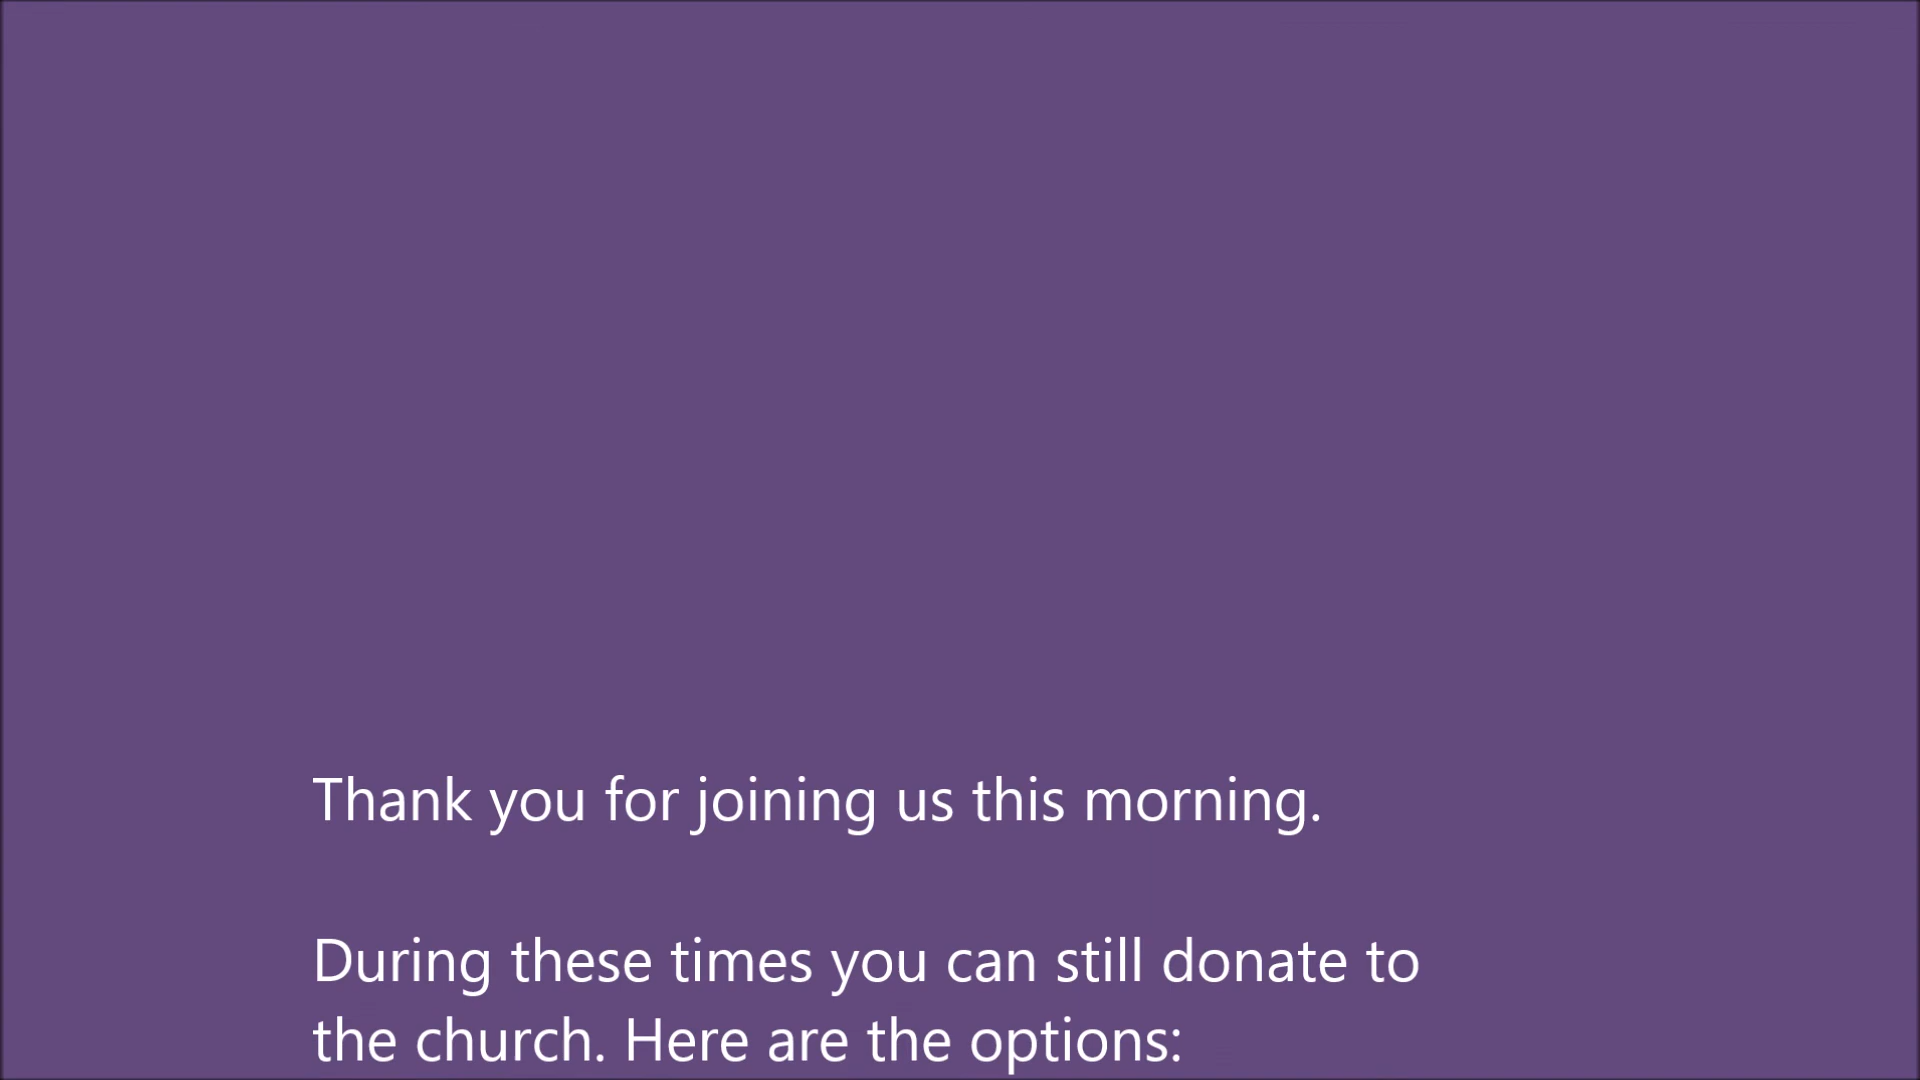 Thank you for joining us this morning.
During these times you can still donate to
the church. Here are the options: